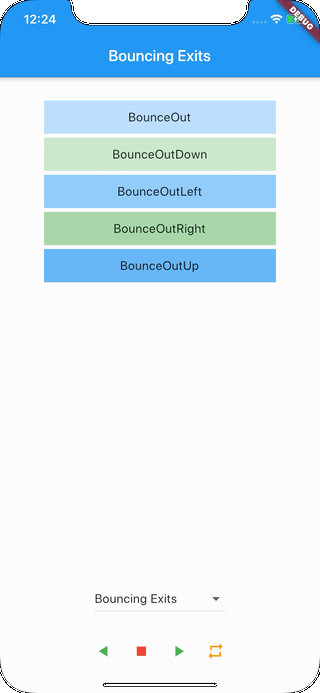 12:24
DEBUG
Bouncing Exits
BounceOut
BounceOutDown
BounceOutLeft
BounceOutRight
BounceOutUp
Bouncing Exits